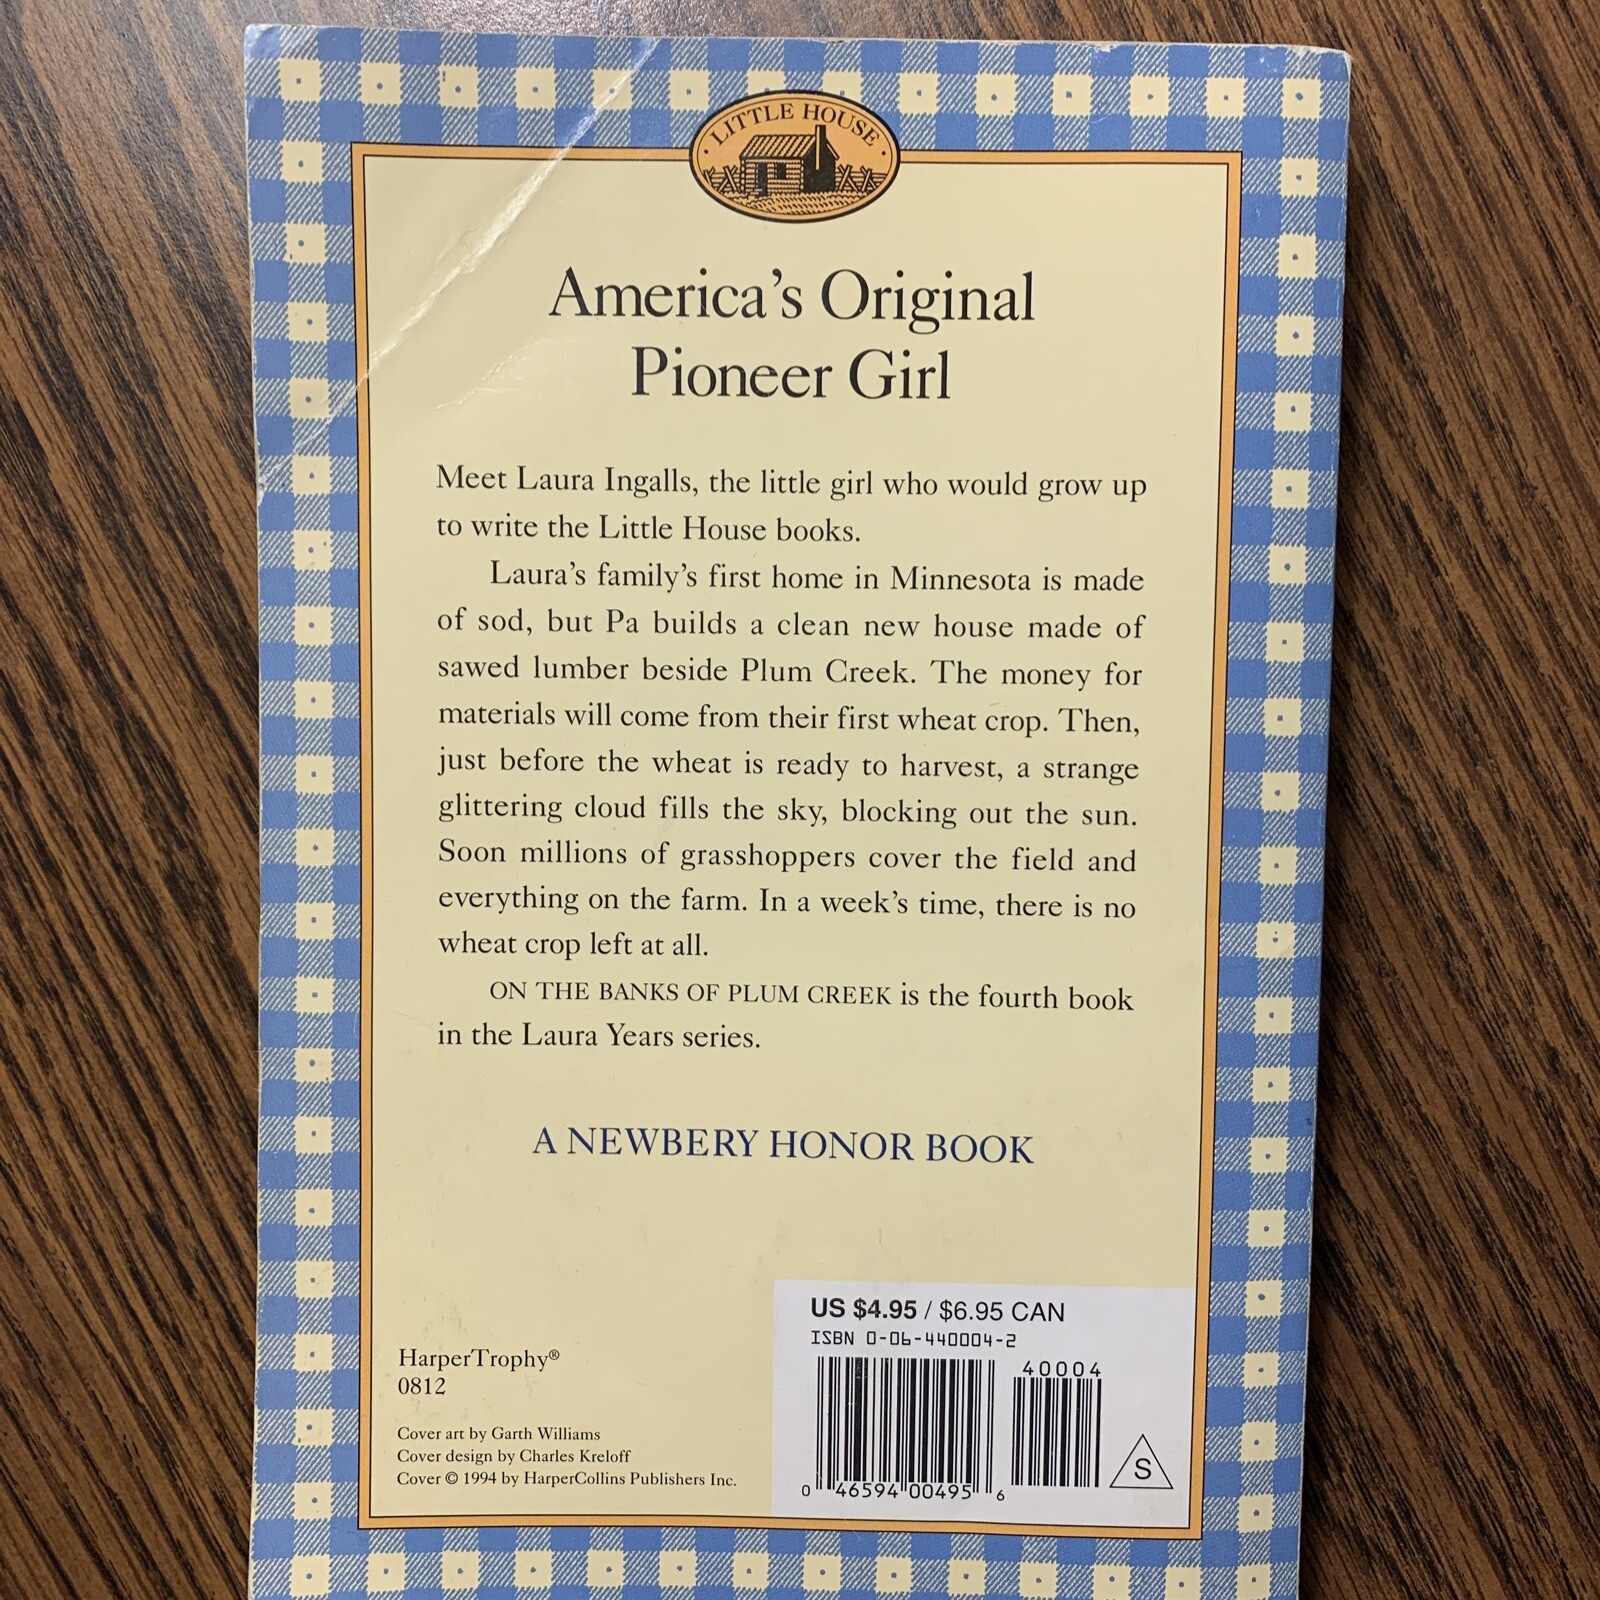 LITTLE HOUSE
America's Original
Pioneer Girl
Meet Laura Ingalls, the little girl who would grow up
to write the Little House books.
Laura's family's first home in Minnesota is made
of sod, but Pa builds a clean new house made of
sawed lumber beside Plum Creek. The money for
materials will come from their first wheat crop. Then,
just before the wheat is ready to harvest, a strange
glittering cloud fills the sky, blocking out the sun.
Soon millions of grasshoppers cover the field and
everything on the farm. In a week's time, there is no
wheat crop left at all.
ON THE BANKS OF PLUM CREEK is the fourth book
in the Laura Years series.
A NEWBERY HONOR BOOK
US $4.95 / $6.95 CAN
ISBN 0-06-440004-2
40004
HarperTrophy®
0812
Cover art by Garth Williams
Cover design by Charles Kreloff
Cover © 1994 by HarperCollins Publishers Inc.
0 46594 00495 6
S